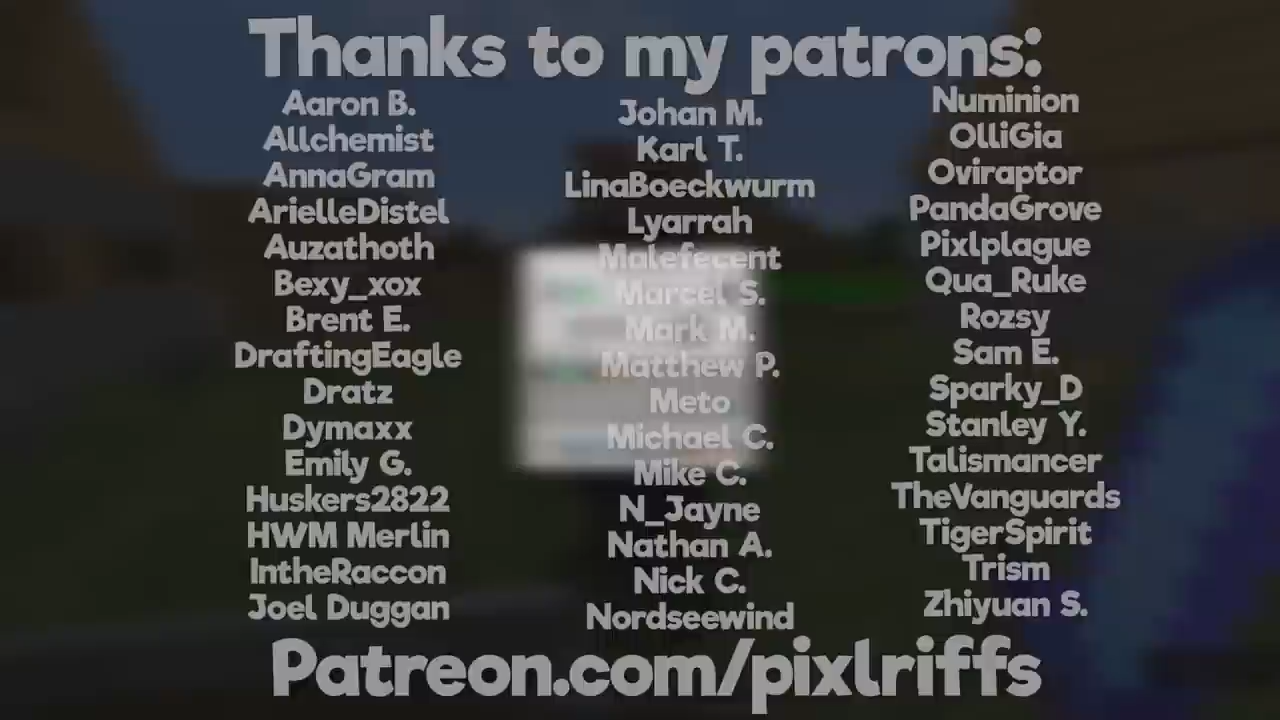 Thanks to my patrons:
Aaron B.
Allchemist
AnnaGram
ArielleDistel
Auzathoth
Bexy_xox
Brent E.
DraftingEagle
Dratz
Dymaxx
Emily G.
Huskers2822
HWM Merlin
IntheRaccon
Joel Duggan
Johan M.
Karl T.
LinaBoeckwurm
Lyarrah
Malefecent
Marcel S.
Mark M.
Matthew P.
Meto
Michael C.
Mike C.
N_Jayne
Nathan A.
Nick C.
Nordseewind
Numinion
OlliGia
Oviraptor
PandaGrove
Pixlplague
Qua_Ruke
Rozsy
Sam E.
Sparky_D
Stanley Y.
Talismancer
TheVanguards
TigerSpirit
Trism
Zhiyuan S.
Patreon.com/pixlriffs